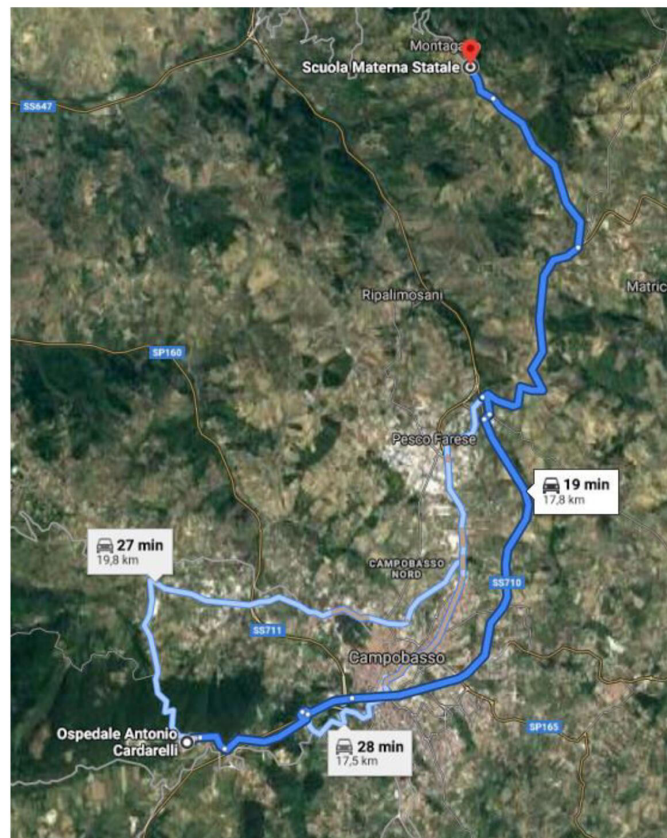 Montaga
Scuola Materna Statale
SS647
Ripalimosani
Matric
SP160
Pesco Farese
19 min
17,8 km
27 min
19,8 km
CAMPOBASSO
NORD
SS710
SS711
Campobasso
Ospedale Antonio
Cardarelli
SP165
28 min
17,5 km